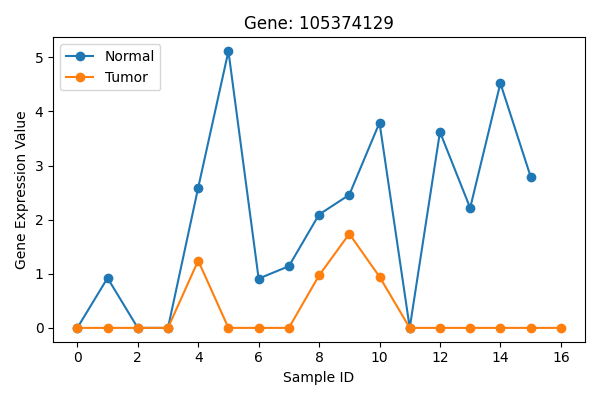 Gene: 105374129
Normal
Tumor
Gene Expression Value
5
4
3
2
1
0
0 2 4 6 8 10 12 14 16
Sample ID